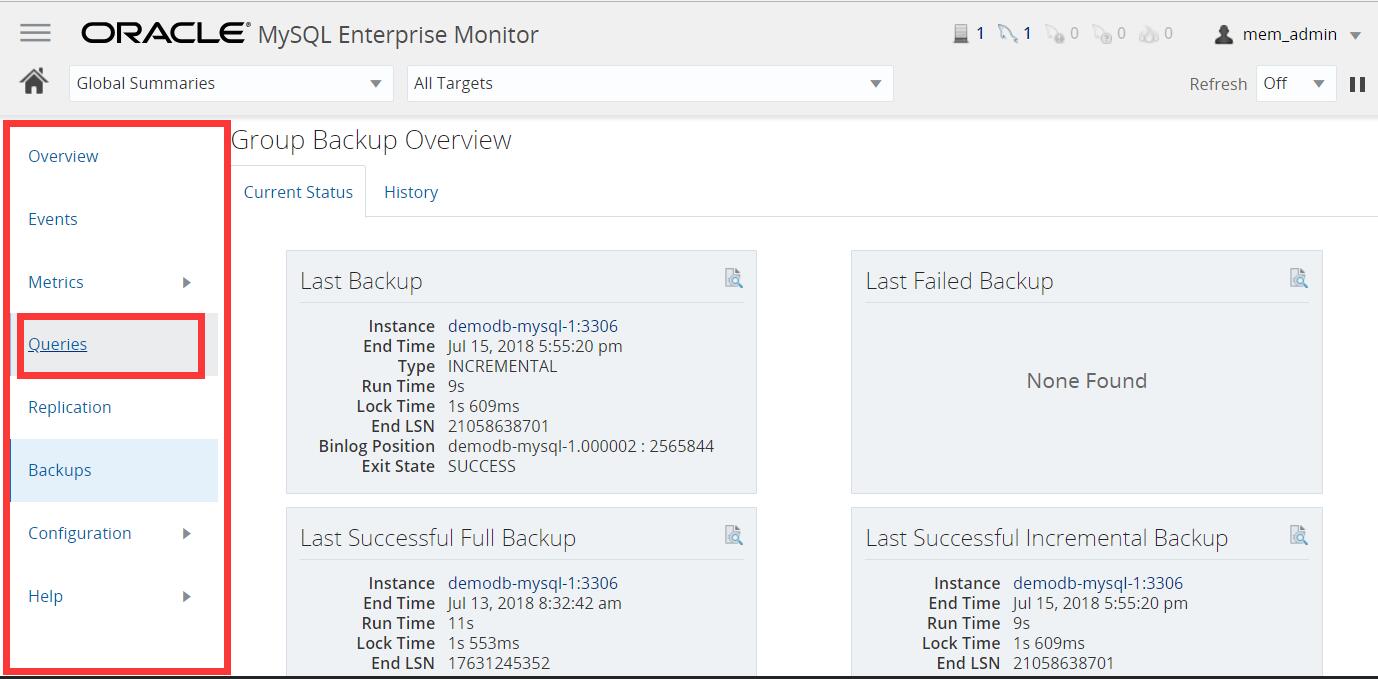 ORACLE® MySQL Enterprise Monitor
1 1 0 0 0 mem_admin
Global Summaries All Targets Refresh Off
Overview
Events
Metrics
Queries
Replication
Backups
Configuration
Help
Group Backup Overview
Current Status History
Last Backup
Instance demodb-mysql-1:3306
End Time Jul 15, 2018 5:55:20 pm
Type INCREMENTAL
Run Time 9s
Lock Time 1s 609ms
End LSN 21058638701
Binlog Position demodb-mysql-1.000002 : 2565844
Exit State SUCCESS
Last Failed Backup
None Found
Last Successful Full Backup
Instance demodb-mysql-1:3306
End Time Jul 13, 2018 8:32:42 am
Run Time 11s
Lock Time 1s 553ms
End LSN 17631245352
Last Successful Incremental Backup
Instance demodb-mysql-1:3306
End Time Jul 15, 2018 5:55:20 pm
Run Time 9s
Lock Time 1s 609ms
End LSN 21058638701